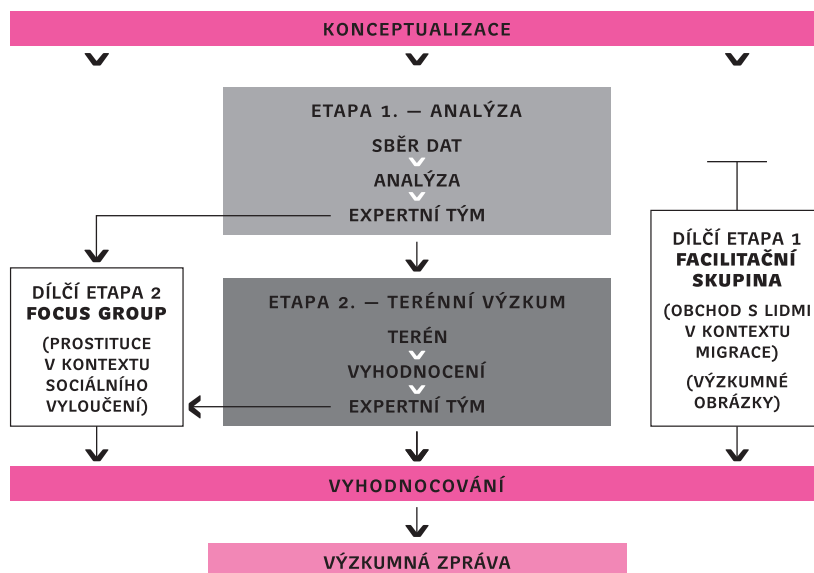 KONCEPTUALIZACE
ETAPA 1. — ANALÝZA
SBĚR DAT
ANALÝZA
EXPERTNÍ TÝM
DÍLČÍ ETAPA 2
FOCUS GROUP
(PROSTITUCE
V KONTEXTU
SOCIÁLNÍHO
VYLOUČENÍ)
ETAPA 2. — TERÉNNÍ VÝZKUM
TERÉN
VYHODNOCENÍ
EXPERTNÍ TÝM
DÍLČÍ ETAPA 1
FACILITAČNÍ
SKUPINA
(OBCHOD S LIDMI
V KONTEXTU
MIGRACE)
(VÝZKUMNÉ
OBRÁZKY)
VYHODNOCOVÁNÍ
VÝZKUMNÁ ZPRÁVA